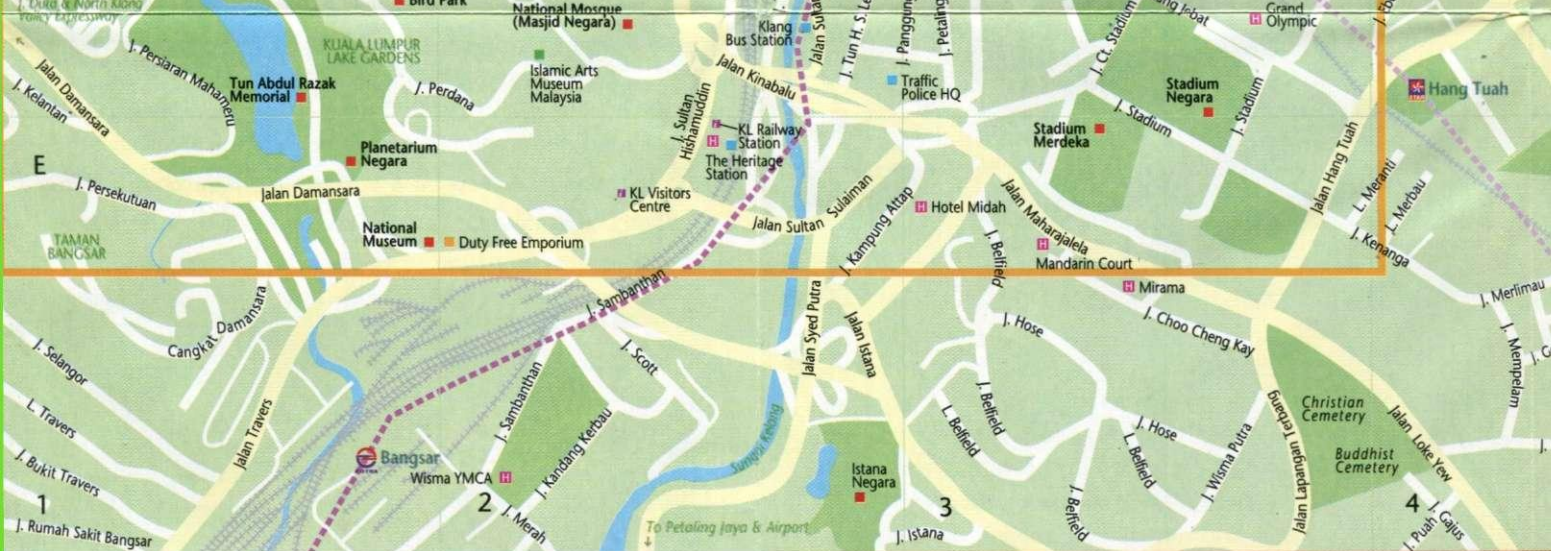 J. Duta & North Klang
Valley Expressway
Bird Park
National Mosque
(Masjid Negara)
Klang
Bus Station
Jalan Sultan
J. Tun H. S. Le
J. Panggung
J. Petaling
J. Ct. Stadium
Jebat
Grand
Olympic
KUALA LUMPUR
LAKE GARDENS
J. Persiaran Mahameru
Jalan Damansara
J. Kelantan
Tun Abdul Razak
Memorial
J. Perdana
Islamic Arts
Museum
Malaysia
Jalan Kinabalu
J. Sultan
Hishamuddin
Traffic
Police HQ
Stadium
Negara
J. Stadium
J. Stadium
Hang Tuah
KL Railway
Station
The Heritage
Station
Stadium
Merdeka
Jalan Hang Tuah
E
Planetarium
Negara
J. Persekutuan
Jalan Damansara
KL Visitors
Centre
Jalan Sultan Sulaiman
J. Kampung Attap
Hotel Midah
Jalan Maharajalela
L. Meranti
J. Merbau
J. Kenanga
TAMAN
BANGSAR
National
Museum
Duty Free Emporium
J. Belfield
Mandarin Court
Mirama
J. Merlimau
J. Sambanthan
Cangkat Damansara
Jalan Syed Putra
Jalan Istana
J. Hose
J. Choo Cheng Kay
J. Mempelam
J. Selangor
J. Scott
J. Sambanthan
L. Travers
Jalan Travers
J. Kandang Kerbau
Sungai Kelang
J. Belfield
L. Belfield
J. Hose
L. Belfield
J. Wisma Putra
Jalan Lapangan Terbang
Christian
Cemetery
Jalan Loke Yew
Buddhist
Cemetery
Bangsar
Wisma YMCA
J. Bukit Travers
Istana
Negara
1
2
3
4
J. Merah
J. Rumah Sakit Bangsar
To Petaling Jaya & Airport
J. Istana
J. Belfield
J. Puah
J. Gajus